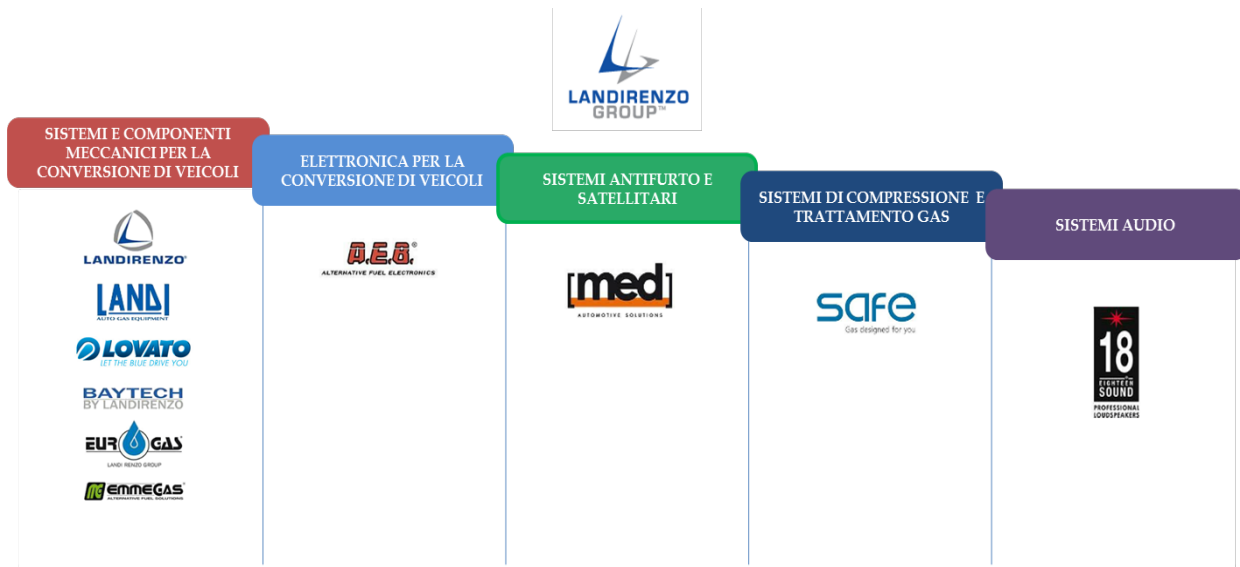 LANDIRENZO
GROUP™
SISTEMI E COMPONENTI
MECCANICI PER LA
CONVERSIONE DI VEICOLI
ELETTRONICA PER LA
CONVERSIONE DI VEICOLI
SISTEMI ANTIFURTO E
SATELLITARI
SISTEMI DI COMPRESSIONE E
TRATTAMENTO GAS
SISTEMI AUDIO
LANDIRENZO®
LANDI
AUTO GAS EQUIPMENT
LOVATO
LET THE BLUE DRIVE YOU
BAYTECH
BY LANDIRENZO
EUROGAS
LANDI RENZO GROUP
EMMEGAS
ALTERNATIVE FUEL SOLUTIONS
A.E.B.®
ALTERNATIVE FUEL ELECTRONICS
[med]
AUTOMOTIVE SOLUTIONS
safe
Gas designed for you
18
EIGHTEEN
SOUND
PROFESSIONAL
LOUDSPEAKERS